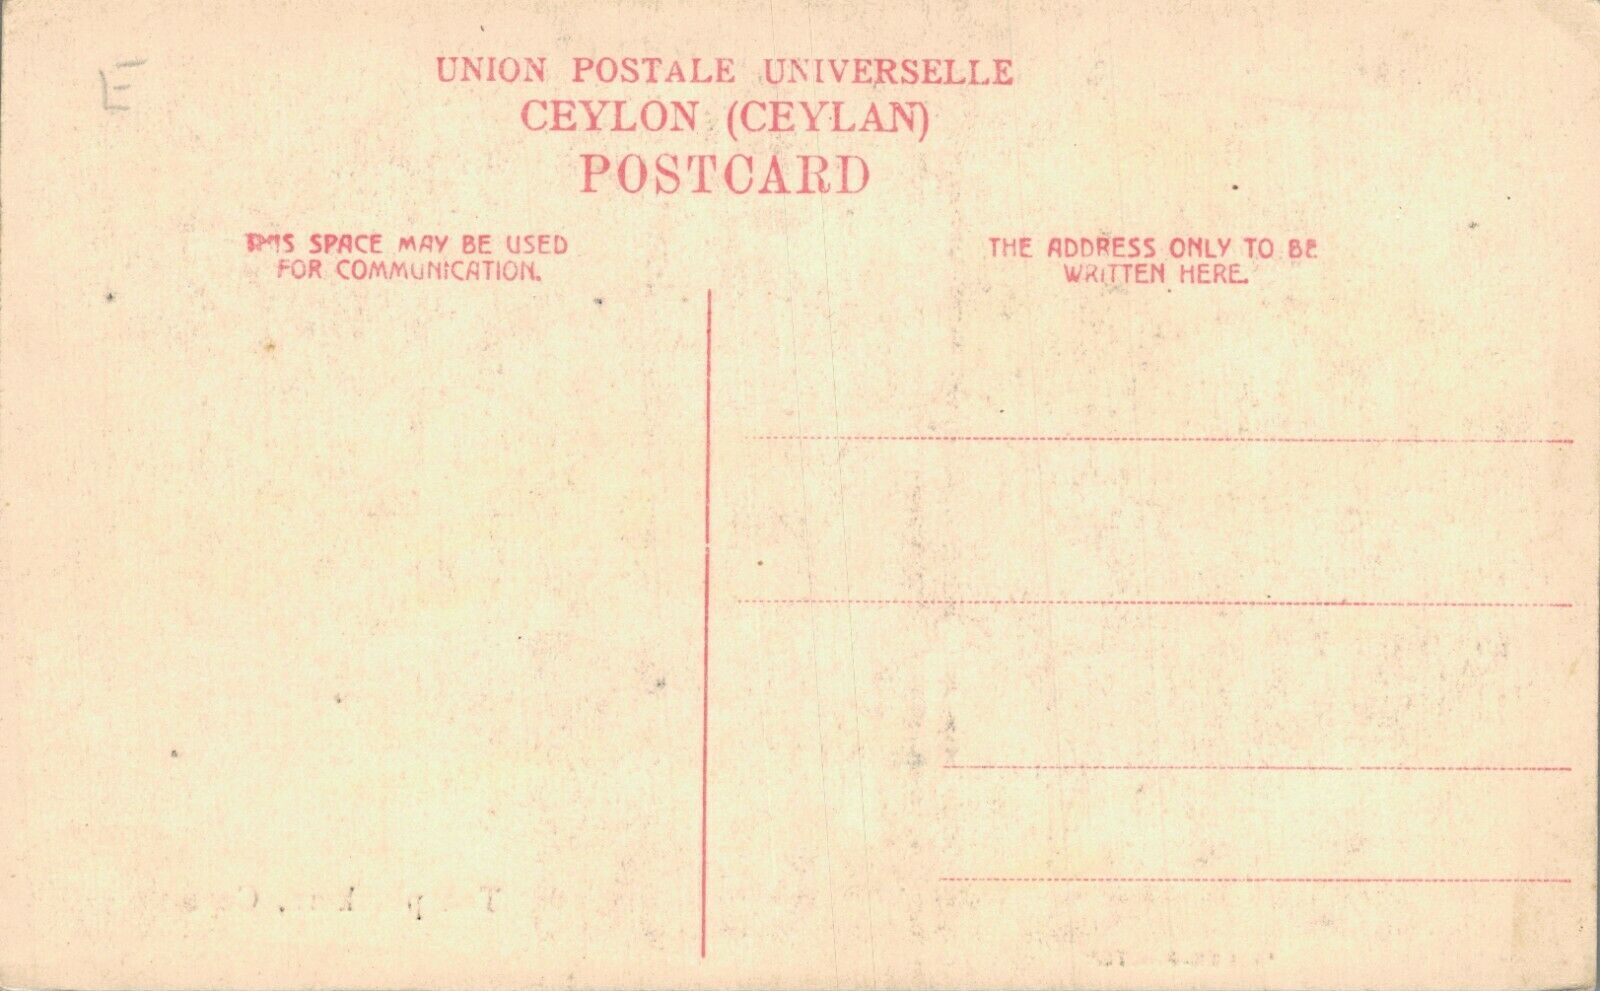 E
UNION POSTALE UNIVERSELLE
CEYLON (CEYLAN)
POSTCARD
THIS SPACE MAY BE USED
FOR COMMUNICATION.
THE ADDRESS ONLY TO BE
WRITTEN HERE.